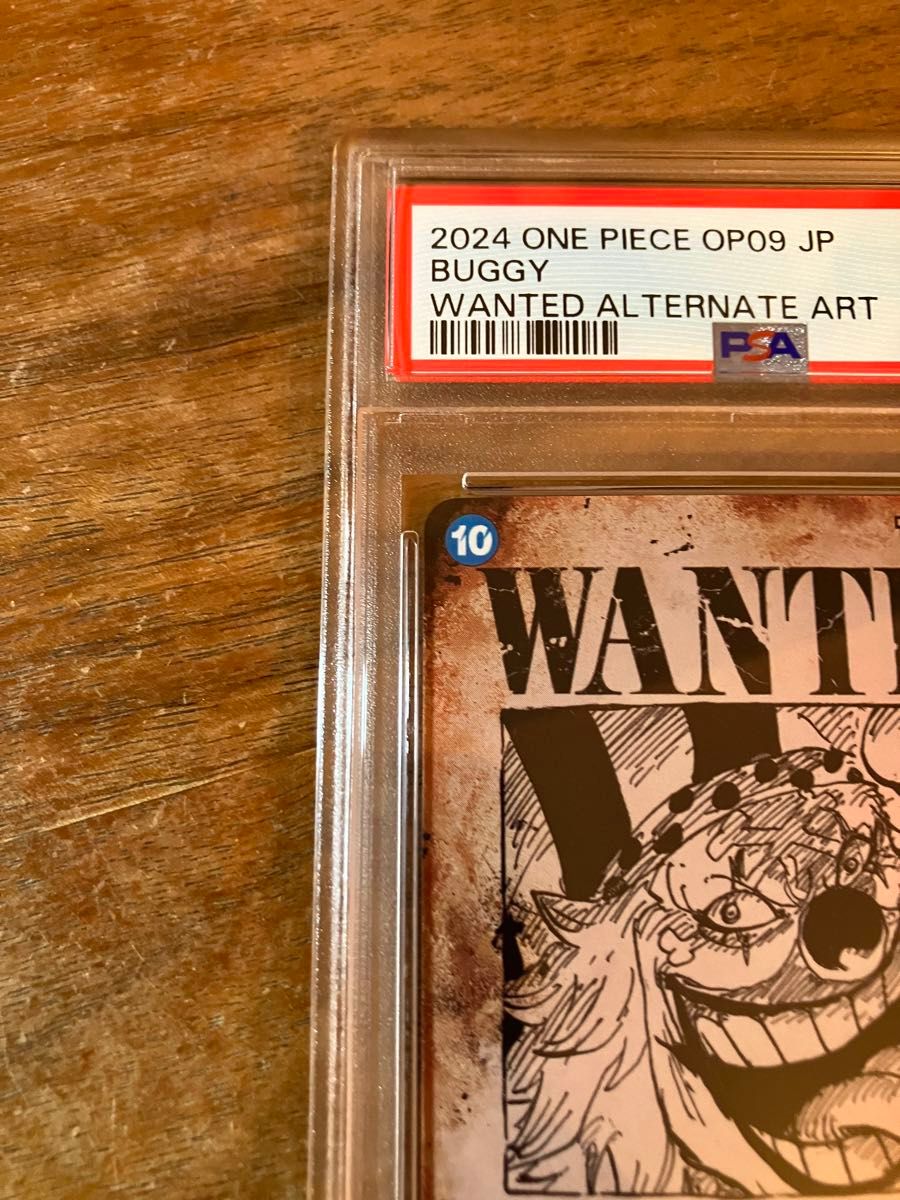 2024 ONE PIECE OP09 JP
BUGGY
WANTED ALTERNATE ART
PSA
10